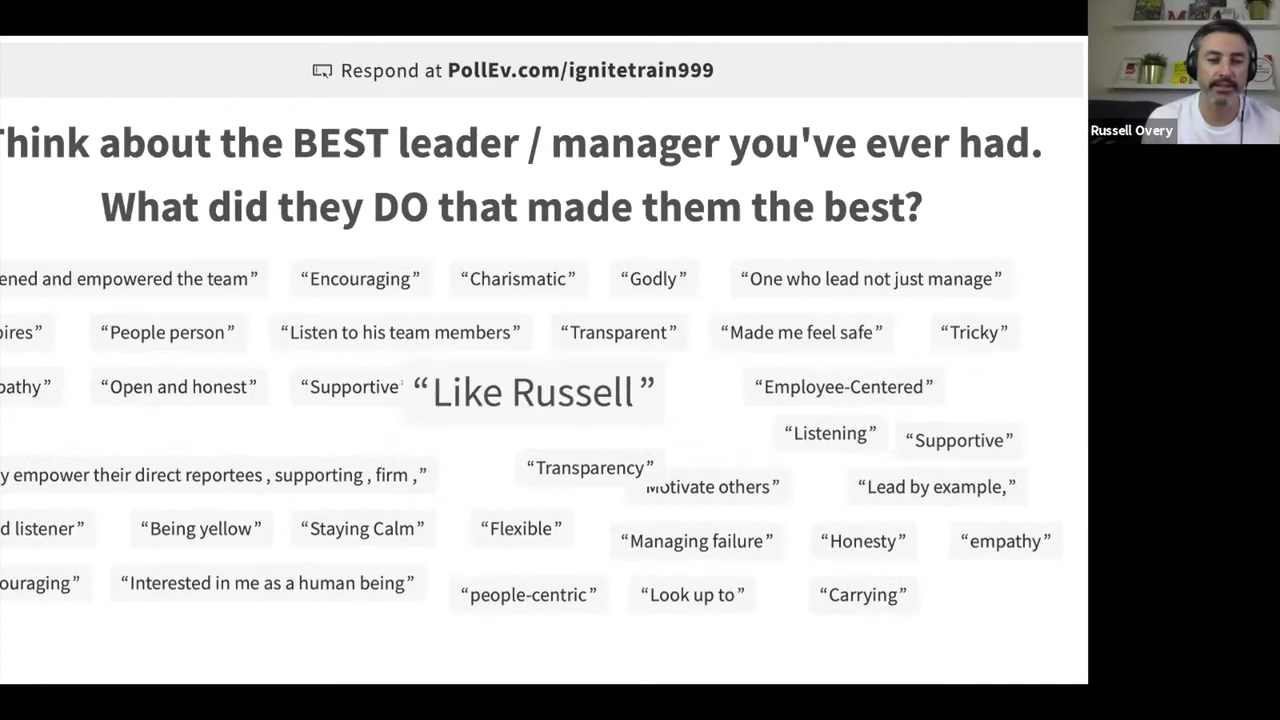 Respond at PollEv.com/ignitetrain999
Think about the BEST leader / manager you've ever had.
What did they DO that made them the best?
ened and empowered the team” “Encouraging” “Charismatic” “Godly” “One who lead not just manage”
pires” “People person” “Listen to his team members” “Transparent” “Made me feel safe” “Tricky”
pathy” “Open and honest” “Supportive “Like Russell” “Employee-Centered”
“Listening” “Supportive”
y empower their direct reportees , supporting , firm ,” “Transparency” Motivate others” “Lead by example,”
d listener” “Being yellow” “Staying Calm” “Flexible” “Managing failure” “Honesty” “empathy”
ouraging” “Interested in me as a human being” “people-centric” “Look up to” “Carrying”
Russell Overy